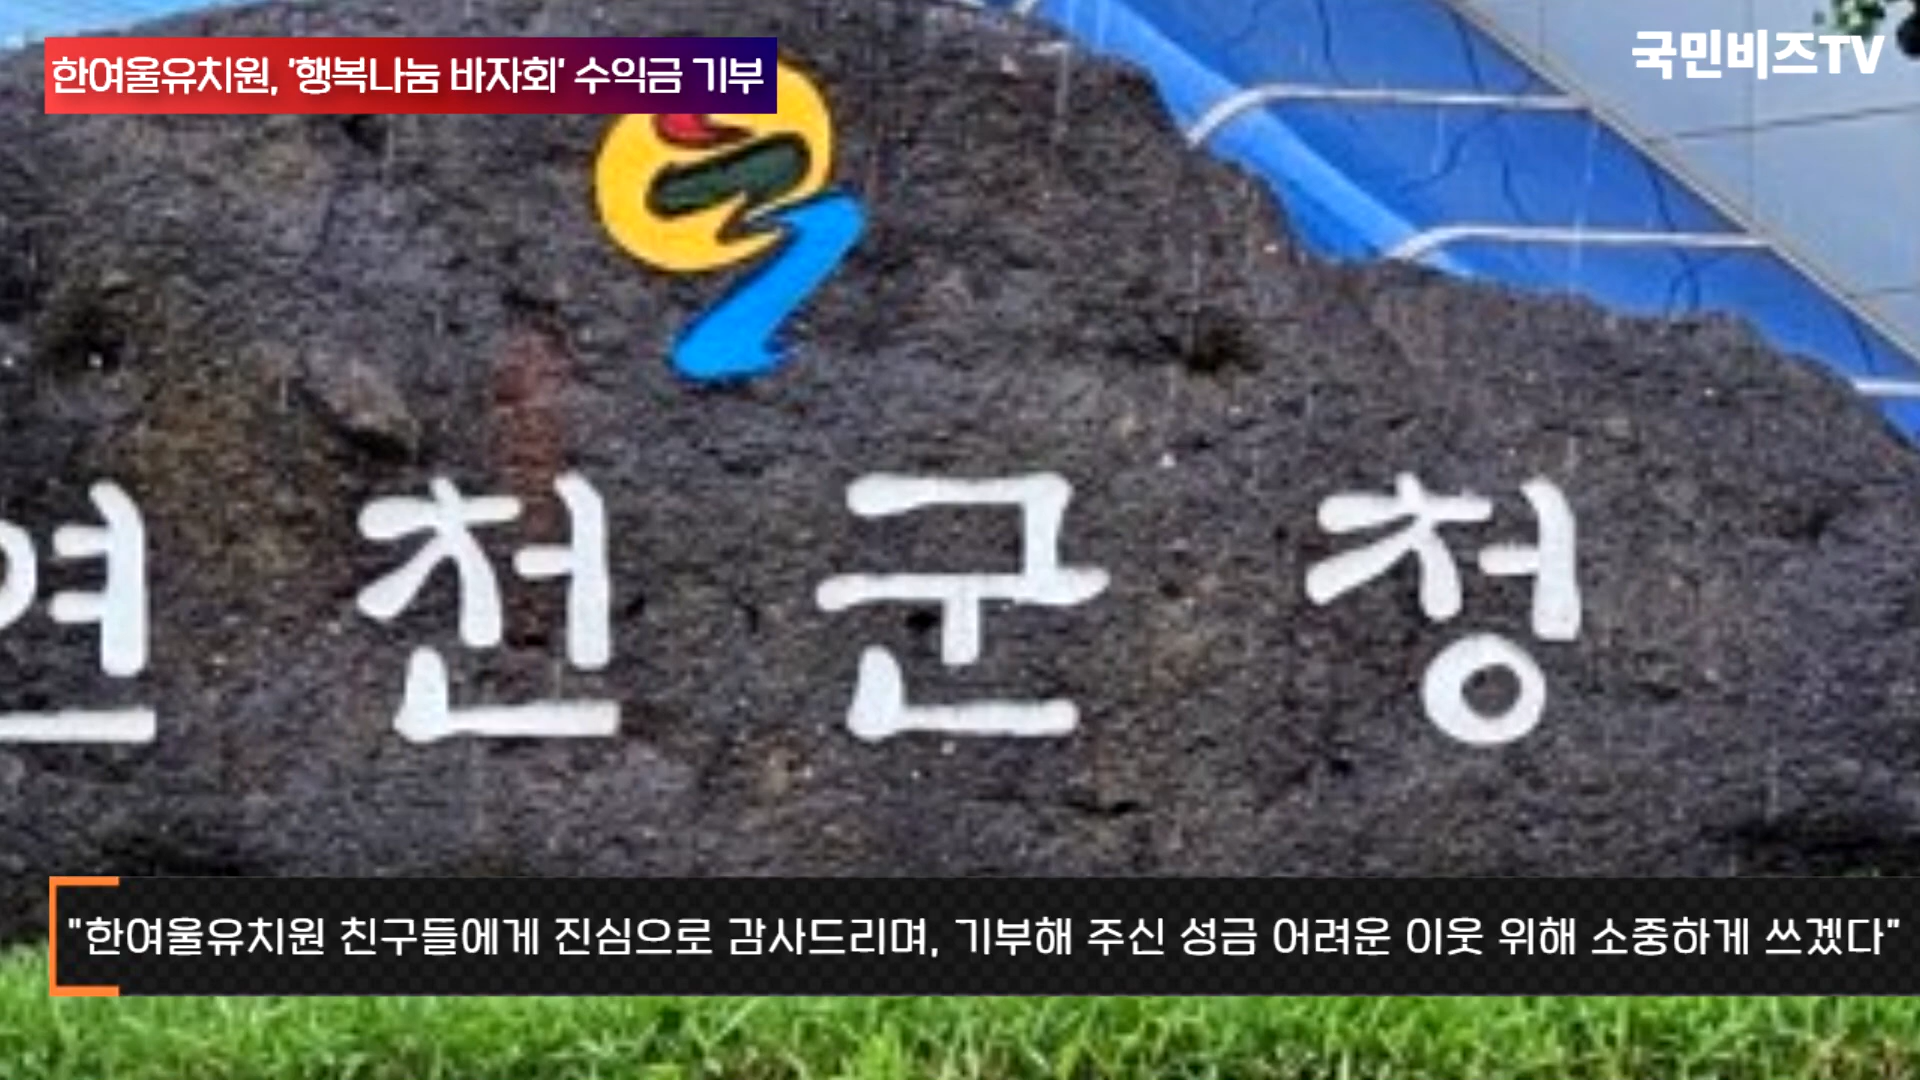 한여울유치원, '행복나눔 바자회' 수익금 기부
국민비즈TV
연천군청
"한여울유치원 친구들에게 진심으로 감사드리며, 기부해 주신 성금 어려운 이웃 위해 소중하게 쓰겠다"